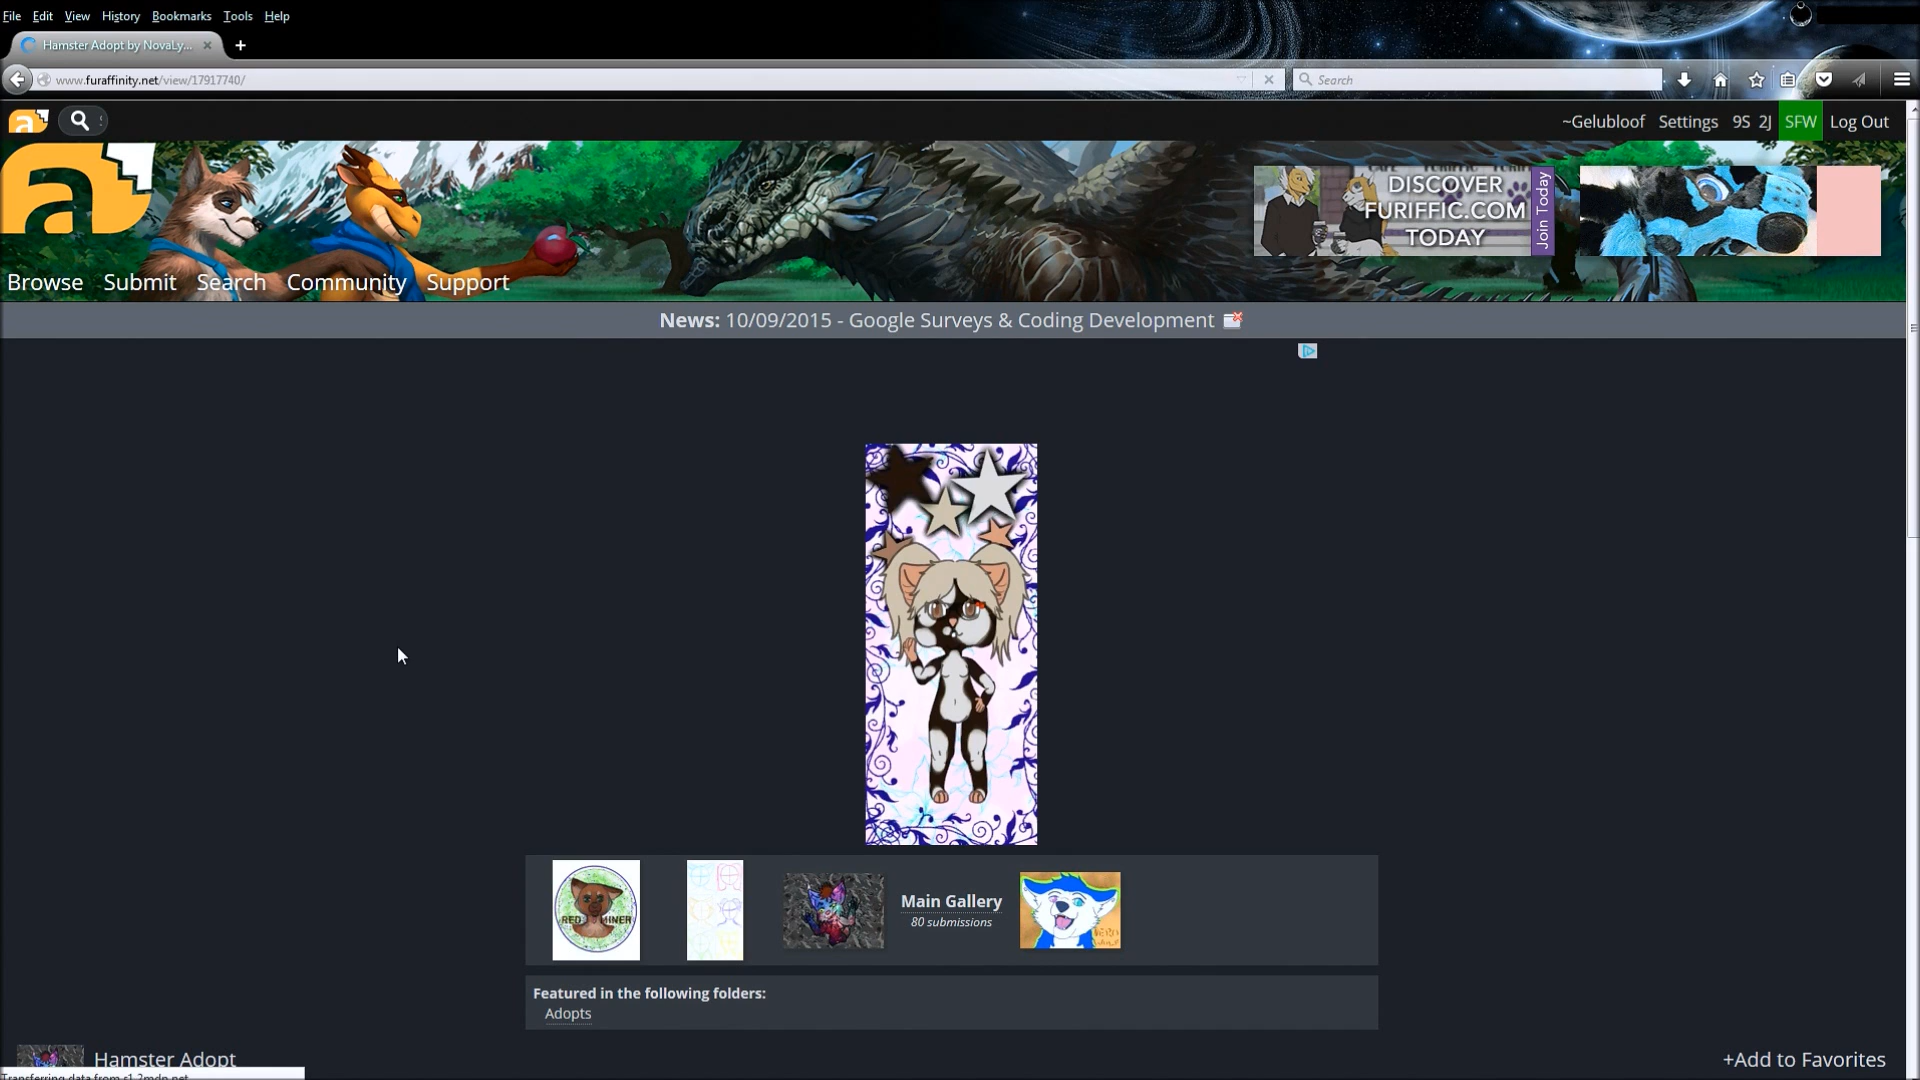 File Edit View History Bookmarks Tools Help
Hamster Adopt by NovaLy...
www.furaffinity.net/view/17917740/
Search
~Gelubloof Settings 9S 2J SFW Log Out
DISCOVER
FURIFFIC.COM
TODAY
Join Today
Browse Submit Search Community Support
News: 10/09/2015 - Google Surveys & Coding Development
RED MINER
Main Gallery
80 submissions
Featured in the following folders:
Adopts
Hamster Adopt
+Add to Favorites